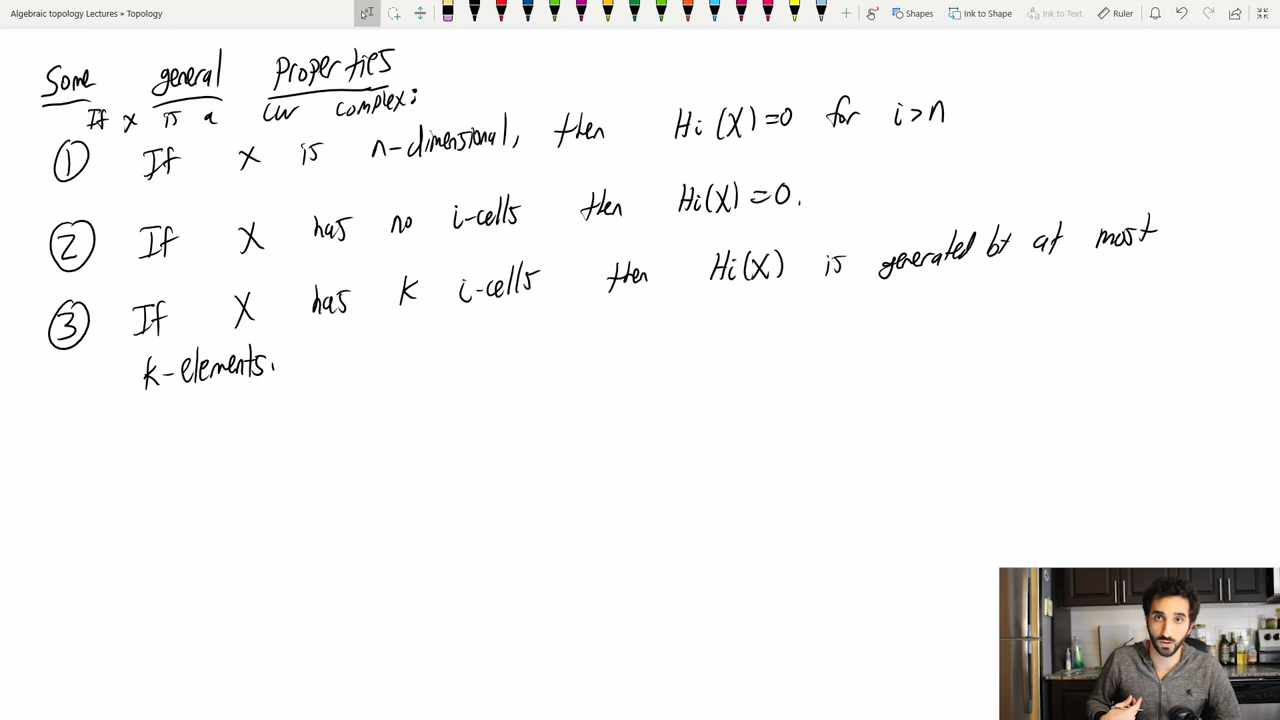 Algebraic topology Lectures » Topology
Shapes
Ink to Shape
Ink to Text
Ruler
Some general Properties
If X is a CW complex:
① If X is n-dimensional, then Hi(X)=0 for i>n
② If X has no i-cells then Hi(X)=0.
③ If X has k i-cells then Hi(X) is generated by at most
k-elements.